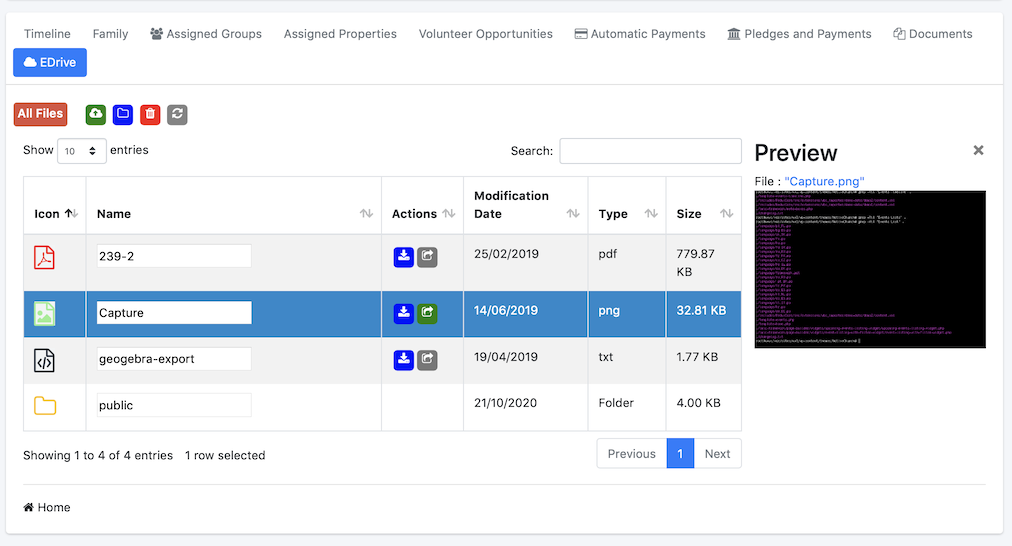 Timeline Family Assigned Groups Assigned Properties Volunteer Opportunities Automatic Payments Pledges and Payments Documents
EDrive
All Files
Show 10 entries Search:
Icon Name Actions Modification Date Type Size
239-2 25/02/2019 pdf 779.87 KB
Capture 14/06/2019 png 32.81 KB
geogebra-export 19/04/2019 txt 1.77 KB
public 21/10/2020 Folder 4.00 KB
Showing 1 to 4 of 4 entries 1 row selected Previous 1 Next
Home
Preview
File : "Capture.png"